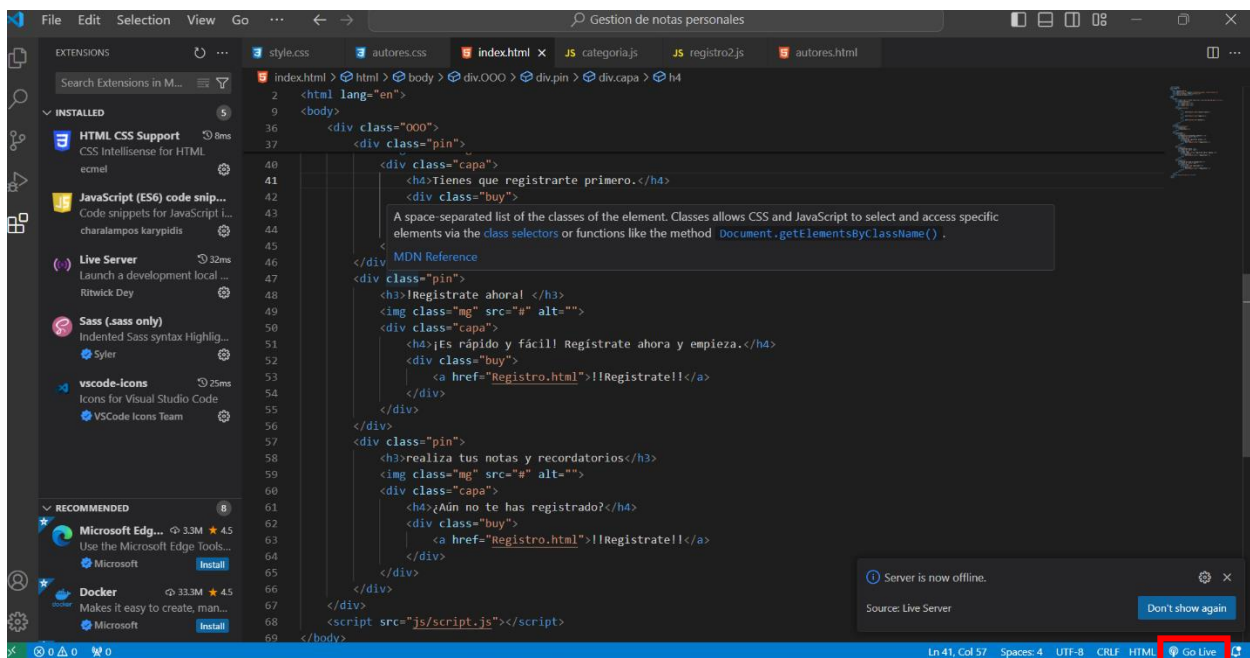 File Edit Selection View Go ··· Gestion de notas personales
EXTENSIONS
Search Extensions in M...
INSTALLED 5
HTML CSS Support 8ms
CSS Intellisense for HTML
ecmel
JavaScript (ES6) code snip...
Code snippets for JavaScript i...
charalampos karypidis
Live Server 32ms
Launch a development local ...
Ritwick Dey
Sass (.sass only)
Indented Sass syntax Highlig...
Syler
vscode-icons 25ms
Icons for Visual Studio Code
VSCode Icons Team
RECOMMENDED 8
Microsoft Edg... 3.3M ★ 4.5
Use the Microsoft Edge Tools...
Microsoft Install
Docker 33.3M ★ 4.5
Makes it easy to create, man...
Microsoft Install
style.css autores.css index.html × JS categoria.js JS registro2.js autores.html
index.html > html > body > div.OOO > div.pin > div.capa > h4
2 <html lang="en">
9 <body>
36 <div class="OOO">
37 <div class="pin">
40 <div class="capa">
41 <h4>Tienes que registrarte primero.</h4>
42 <div class="buy">
43
44
45 <
46 </div
A space-separated list of the classes of the element. Classes allows CSS and JavaScript to select and access specific
elements via the class selectors or functions like the method Document.getElementsByClassName() .
MDN Reference
47 <div class="pin">
48 <h3>!Registrate ahora! </h3>
49 <img class="mg" src="#" alt="">
50 <div class="capa">
51 <h4>¡Es rápido y fácil! Regístrate ahora y empieza.</h4>
52 <div class="buy">
53 <a href="Registro.html">!!Registrate!!</a>
54 </div>
55 </div>
56 </div>
57 <div class="pin">
58 <h3>realiza tus notas y recordatorios</h3>
59 <img class="mg" src="#" alt="">
60 <div class="capa">
61 <h4>¿Aún no te has registrado?</h4>
62 <div class="buy">
63 <a href="Registro.html">!!Registrate!!</a>
64 </div>
65 </div>
66 </div>
67 </div>
68 <script src="js/script.js"></script>
69 </body>
Server is now offline.
Source: Live Server Don't show again
0 0 0 Ln 41, Col 57 Spaces: 4 UTF-8 CRLF HTML Go Live